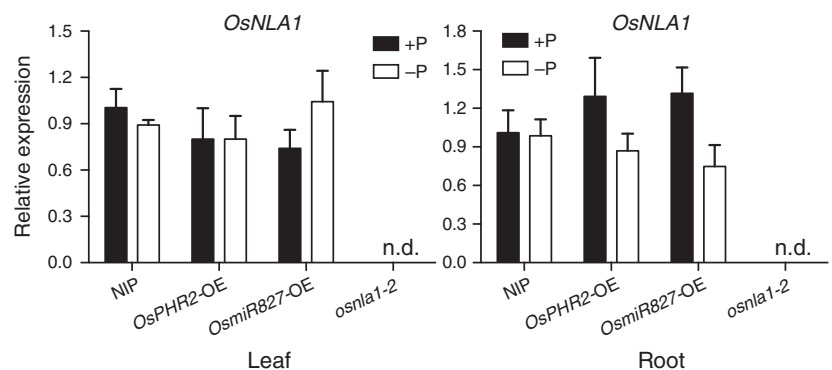 OsNLA1
Relative expression
1.5
1.2
0.9
0.6
0.3
0.0
+P
–P
n.d.
NIP
OsPHR2-OE
OsmiR827-OE
osnla1-2
Leaf
OsNLA1
1.8
1.5
1.2
0.9
0.6
0.3
0.0
+P
–P
n.d.
NIP
OsPHR2-OE
OsmiR827-OE
osnla1-2
Root